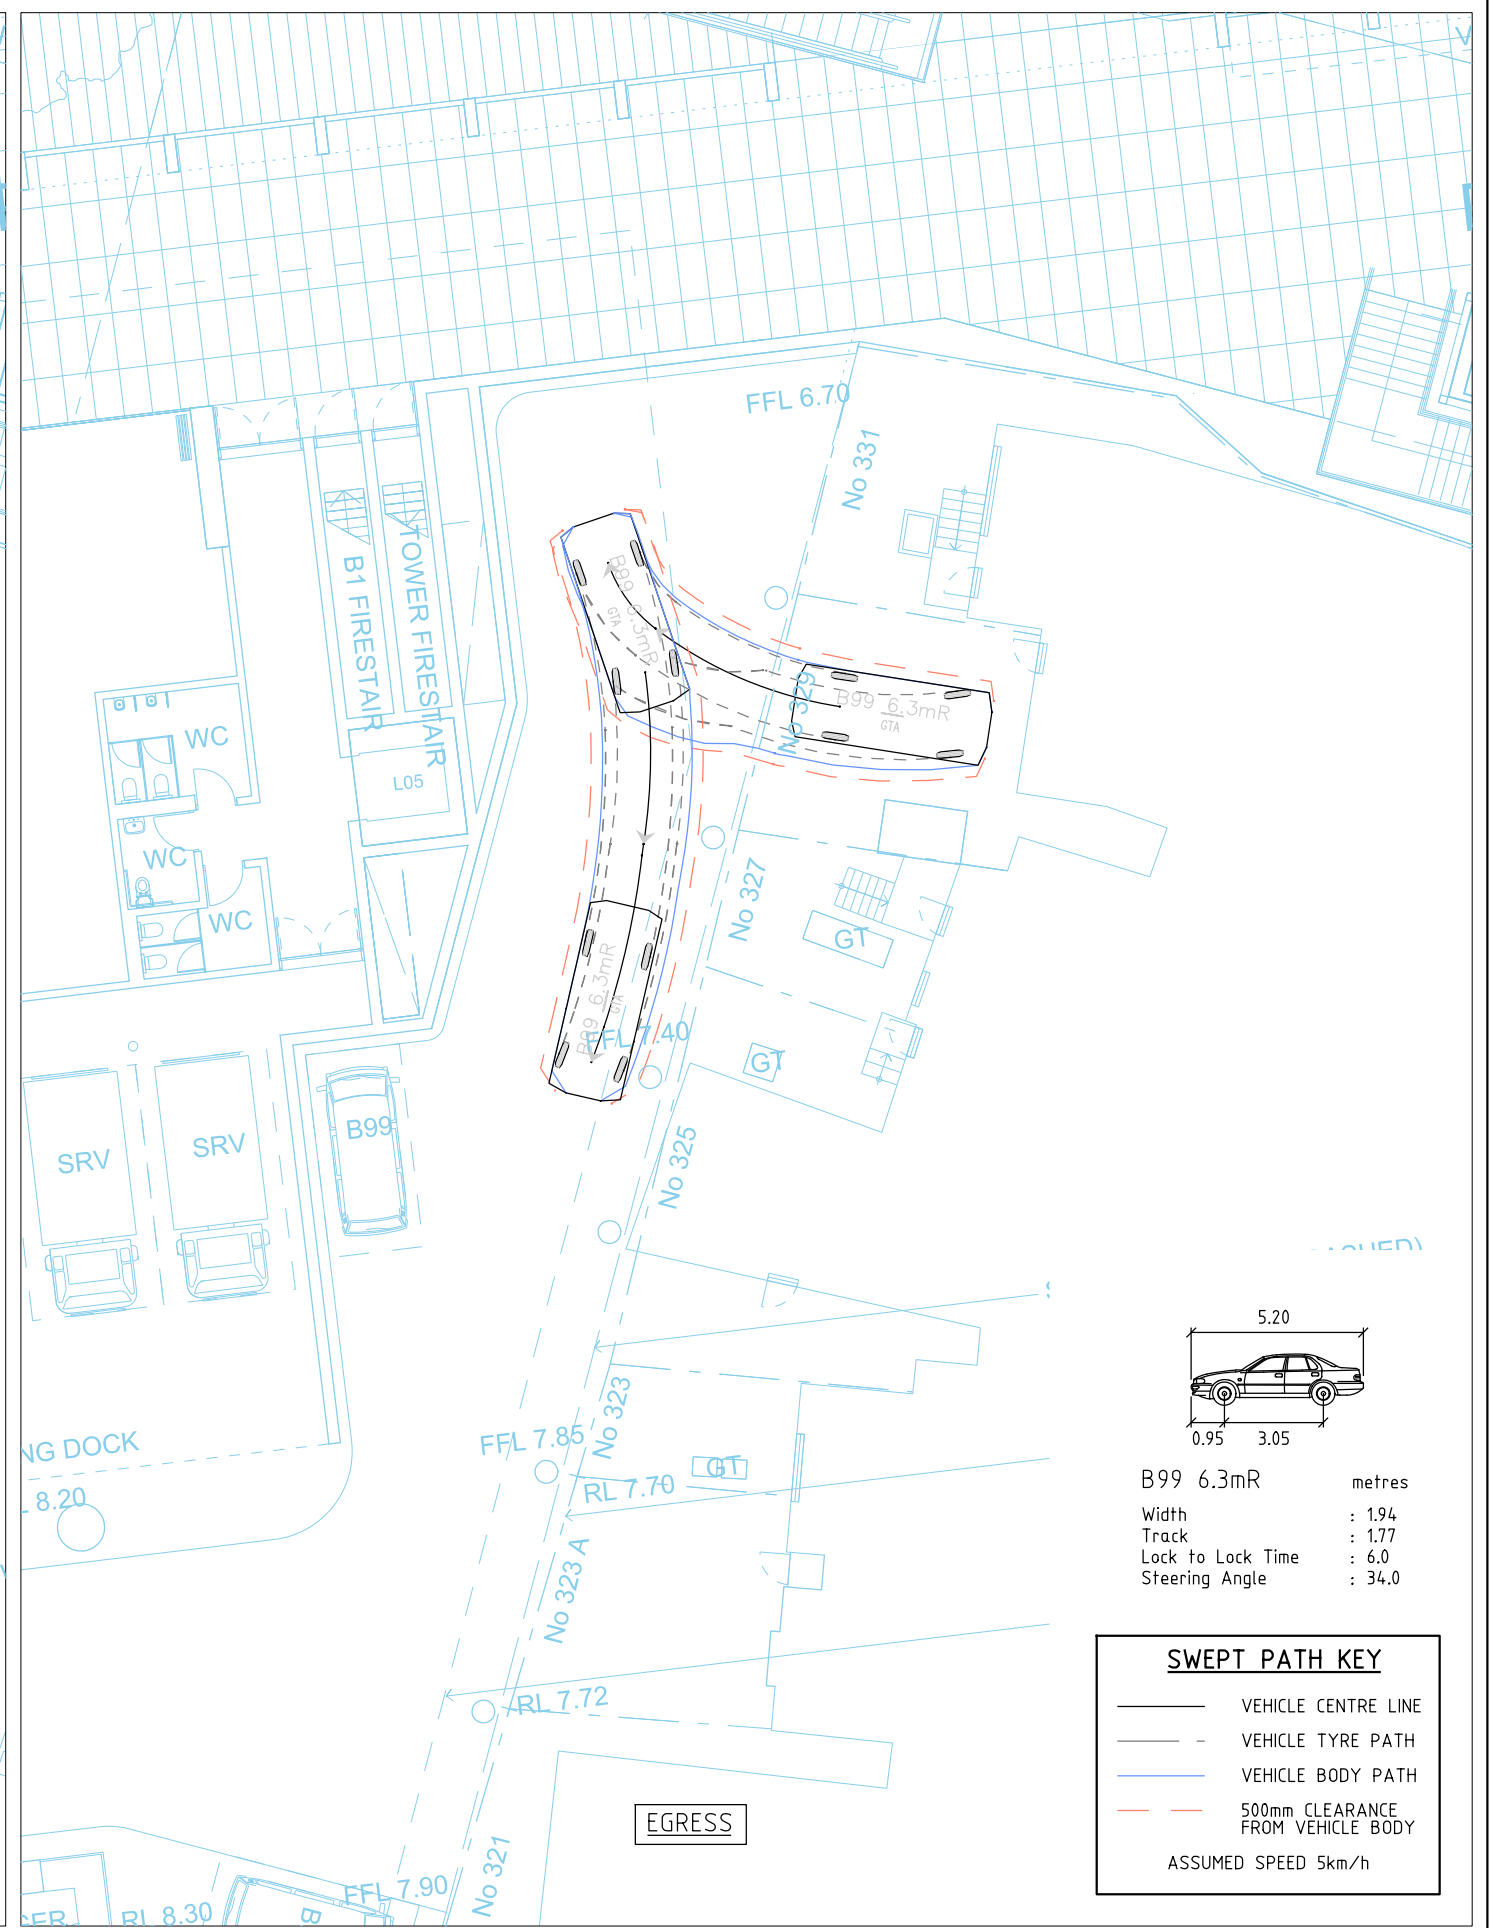 FFL 6.70
No 331
B1 FIRESTAIR
TOWER FIRESTAIR
B99 6.3mR
GTA
B99 6.3mR
GTA
No 329
WC
L05
WC
WC
No 327
GT
B99 6.3mR
GTA
FFL 7.40
GT
B99
SRV
SRV
No 325
5.20
0.95
3.05
B99 6.3mR
metres
Width : 1.94
Track : 1.77
Lock to Lock Time : 6.0
Steering Angle : 34.0
No 323
NG DOCK
FFL 7.85
GT
RL 7.70
8.20
No 323 A
RL 7.72
SWEPT PATH KEY
VEHICLE CENTRE LINE
VEHICLE TYRE PATH
VEHICLE BODY PATH
500mm CLEARANCE
FROM VEHICLE BODY
ASSUMED SPEED 5km/h
EGRESS
No 321
FFL 7.90
RL 8.30
B